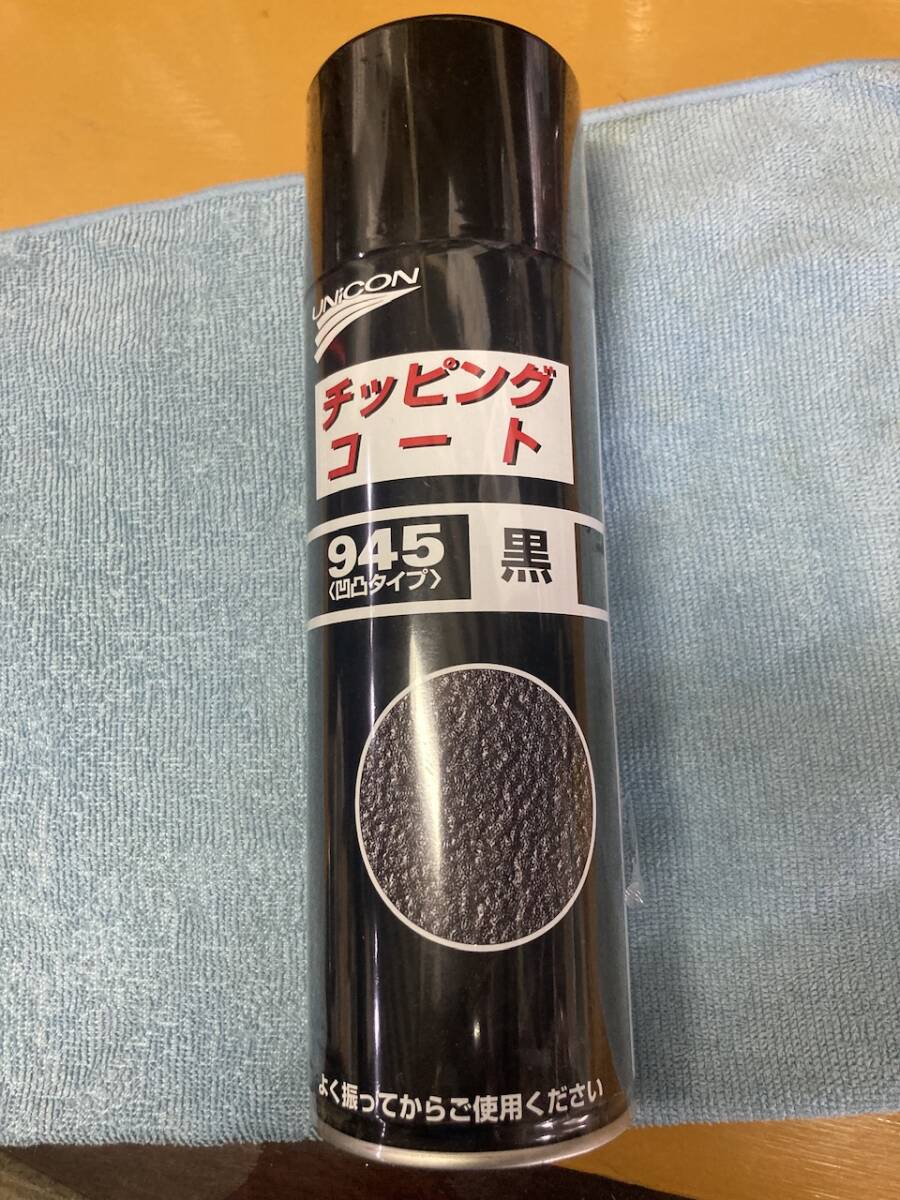 UNiCON
チッピング
コート
945
〈凹凸タイプ〉
黒
よく振ってからご使用ください